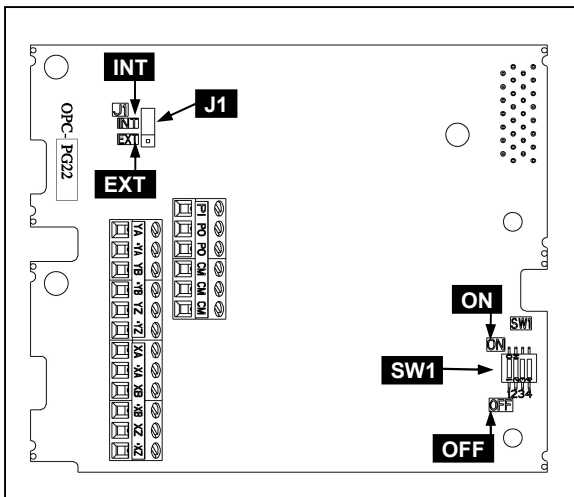 INT
J1
J1
INT
EXT
EXT
OPC-PG22
PI
PO
PO
CM
CM
CM
YA
*YA
YB
*YB
YZ
*YZ
XA
*XA
XB
*XB
XZ
*XZ
ON
SW1
ON
SW1
1234
OFF
OFF